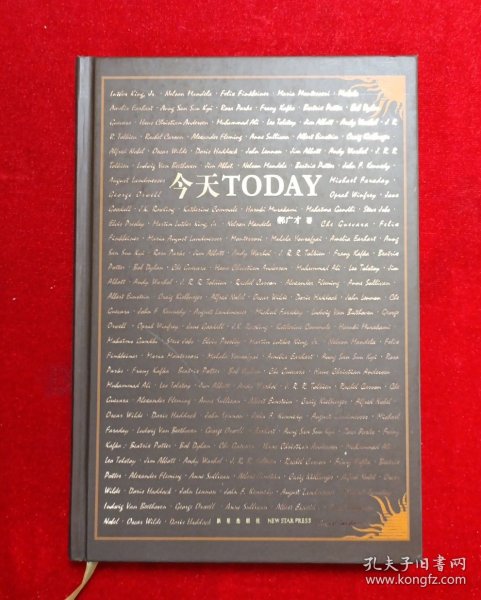 Luther King, Jr. · Nelson Mandela · Felix Finkbeiner · Maria Montessori · Malala
Amelia Earhart · Aung San Suu Kyi · Rosa Parks · Franz Kafka · Beatrix Potter · Bob Dylan
Guevara · Hans Christian Andersen · Muhammad Ali · Leo Tolstoy · Jim Abbott · Andy Warhol · J. R.
R. Tolkien · Rachel Carson · Alexander Fleming · Anne Sullivan · Albert Einstein · Craig Kielburger
Alfred Nobel · Oscar Wilde · Doris Haddock · John Lennon · Jim Abbott · Andy Warhol · J. R. R.
Tolkien · Ludwig Van Beethoven · Jim Abbot · Nelson Mandela · Beatrix Potter · John F. Kennedy
August Landmesser
Michael Faraday
George Orwell
今天TODAY
Oprah Winfrey · Jane
Goodall · J.K. Rowling · Katherine Commale · Haruki Murakami · Mahatma Gandhi · Steve Jobs
Elvis Presley · Martin Luther King, Jr. · Nelson Mandela
郝广才 著
Che Guevara · Felix
Finkbeiner · Maria August Landmesser · Montessori · Malala Yousafzai · Amelia Earhart · Aung
San Suu Kyi · Rosa Parks · Jim Abbott · Andy Warhol · J. R. R. Tolkien · Franz Kafka · Beatrix
Potter · Bob Dylan · Che Guevara · Hans Christian Andersen · Muhammad Ali · Leo Tolstoy · Jim
Abbott · Andy Warhol · J. R. R. Tolkien · Rachel Carson · Alexander Fleming · Anne Sullivan
Albert Einstein · Craig Kielburger · Alfred Nobel · Oscar Wilde · Doris Haddock · John Lennon · Che
Guevara · John F. Kennedy · August Landmesser · Michael Faraday · Ludwig Van Beethoven · George
Orwell · Oprah Winfrey · Jane Goodall · J.K. Rowling · Katherine Commale · Haruki Murakami
Mahatma Gandhi · Steve Jobs · Elvis Presley · Martin Luther King, Jr. · Nelson Mandela · Felix
Finkbeiner · Maria Montessori · Malala Yousafzai · Amelia Earhart · Aung San Suu Kyi · Rosa
Parks · Franz Kafka · Beatrix Potter · Bob Dylan · Che Guevara · Hans Christian Andersen
Muhammad Ali · Leo Tolstoy · Jim Abbott · Andy Warhol · J. R. R. Tolkien · Rachel Carson · Che
Guevara · Alexander Fleming · Anne Sullivan · Albert Einstein · Craig Kielburger · Alfred Nobel
Oscar Wilde · Doris Haddock · John Lennon · John F. Kennedy · August Landmesser · Michael
Faraday · Ludwig Van Beethoven · George Orwell · Earhart · Aung San Suu Kyi · Rosa Parks · Franz
Kafka · Beatrix Potter · Bob Dylan · Che Guevara · Hans Christian Andersen · Muhammad Ali
Leo Tolstoy · Jim Abbott · Andy Warhol · J. R. R. Tolkien · Rachel Carson · Franz Kafka · Beatrix
Potter · Alexander Fleming · Anne Sullivan · Albert Einstein · Craig Kielburger · Alfred Nobel · Oscar
Wilde · Doris Haddock · John Lennon · John F. Kennedy · August Landmesser
Ludwig Van Beethoven · George Orwell · Anne Sullivan · Albert Einstein
Nobel · Oscar Wilde · Doris Haddock
新星出版社 NEW STAR PRESS
孔夫子旧书网
www.kongfz.com